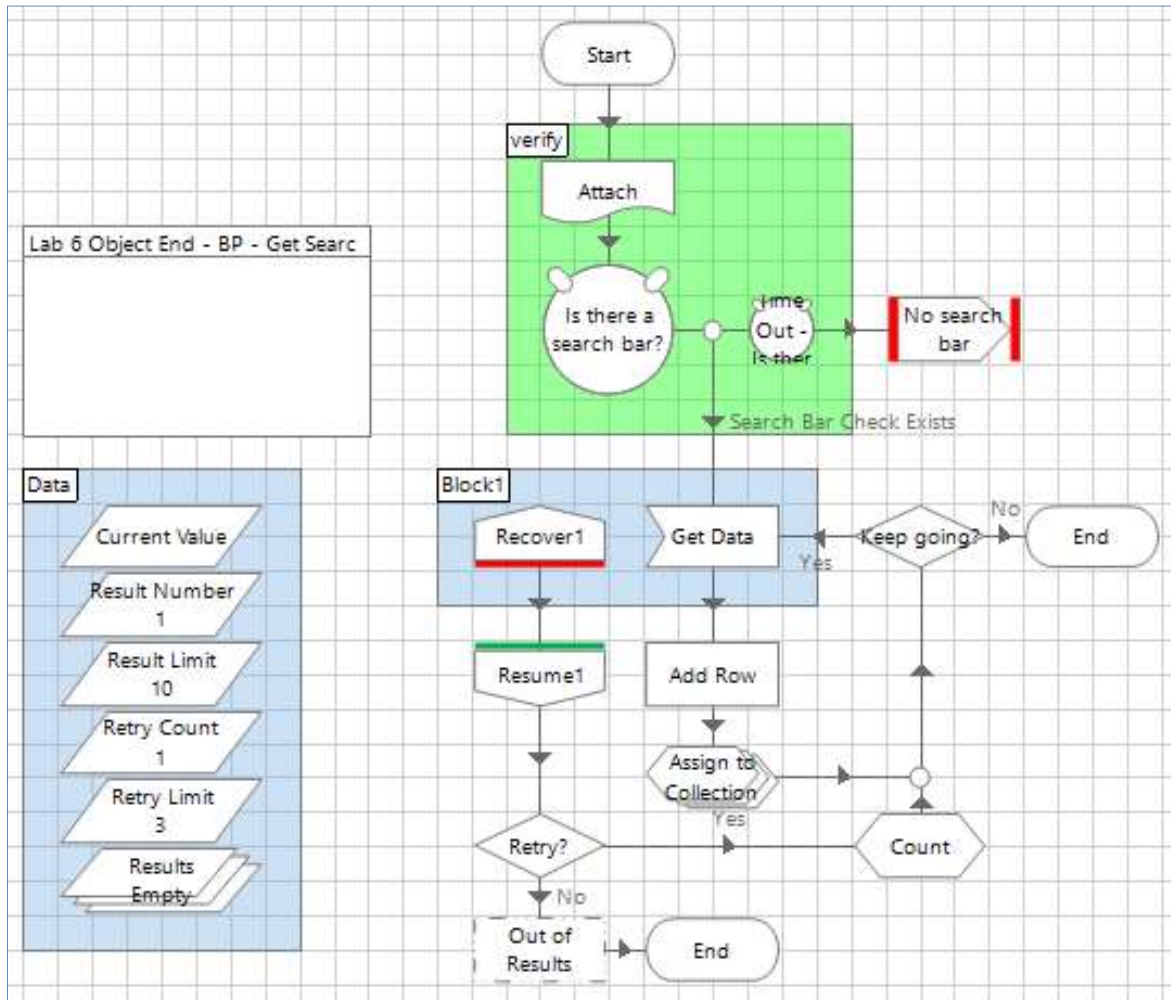 Start
verify
Attach
Lab 6 Object End - BP - Get Searc
Is there a
search bar?
Time
Out -
Is ther
No search
bar
Search Bar Check Exists
Data
Block1
Current Value
Recover1
Get Data
Keep going?
No
End
Yes
Result Number
1
Result Limit
10
Resume1
Add Row
Retry Count
1
Assign to
Collection
Retry Limit
3
Yes
Retry?
Count
Results
Empty
No
Out of
Results
End